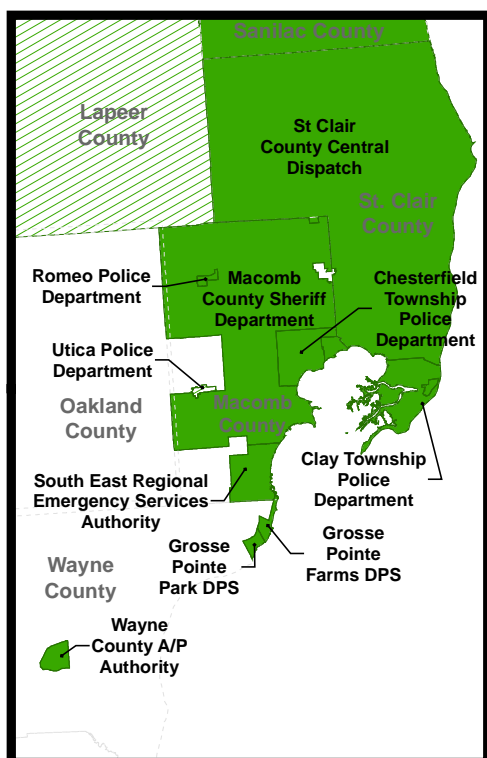 Sanilac County
Lapeer
County
St Clair
County Central
Dispatch
St. Clair
County
Romeo Police
Department
Macomb
County Sheriff
Department
Chesterfield
Township
Police
Department
Utica Police
Department
Oakland
County
Macomb
County
Clay Township
Police
Department
South East Regional
Emergency Services
Authority
Grosse
Pointe
Park DPS
Grosse
Pointe
Farms DPS
Wayne
County
Wayne
County A/P
Authority